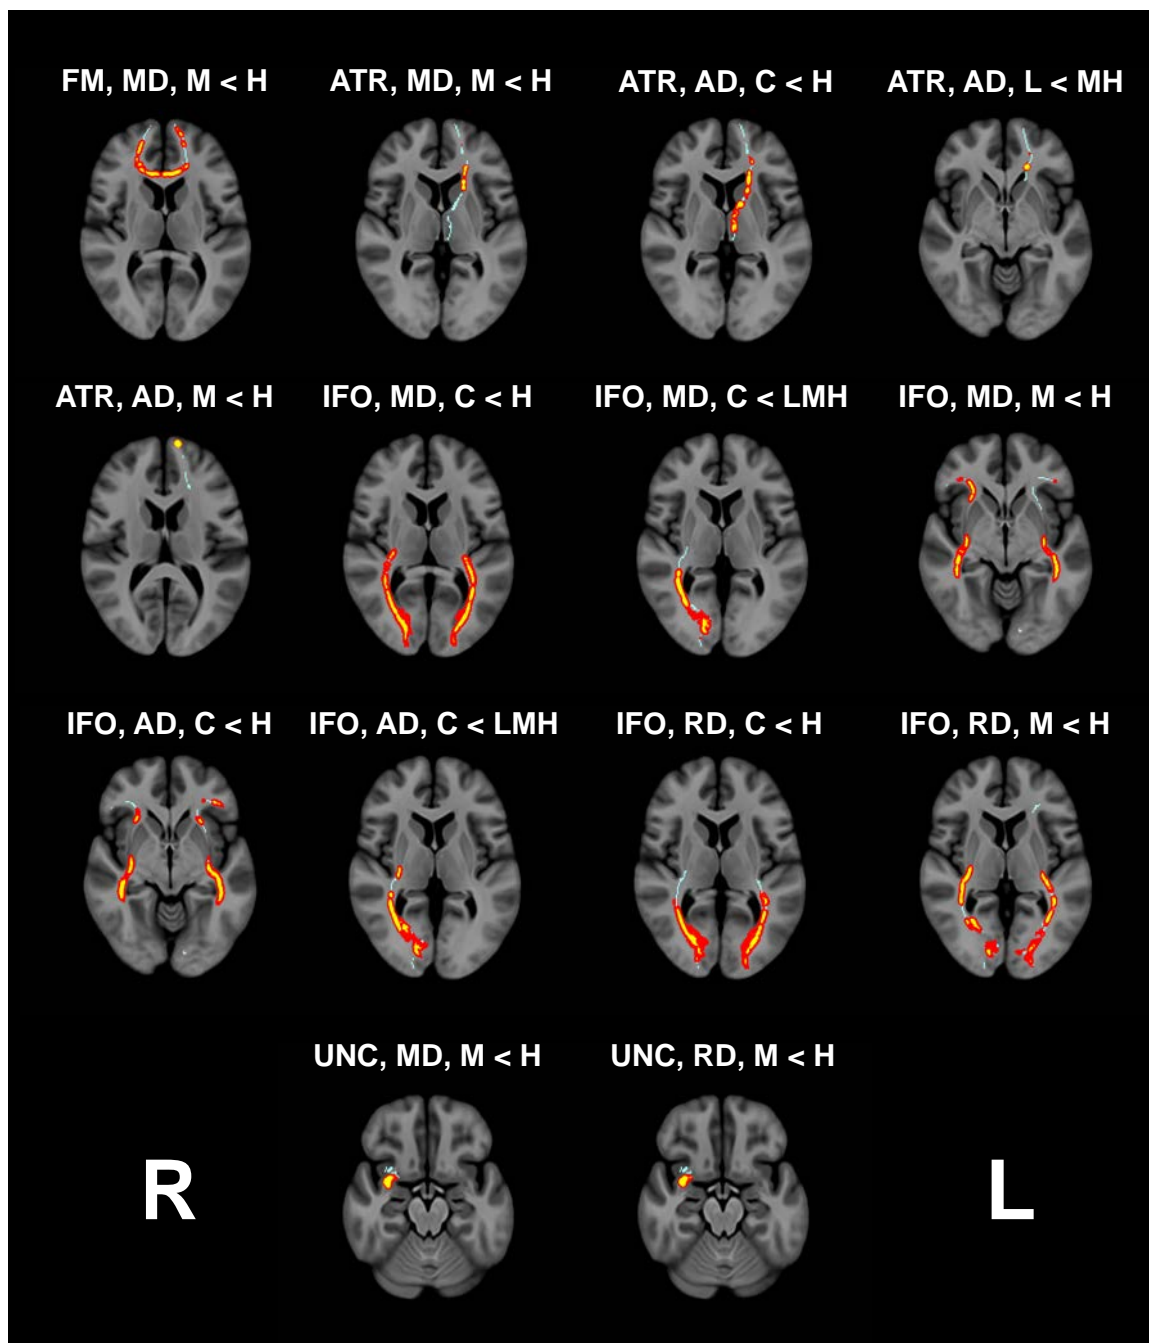 FM, MD, M < H
ATR, MD, M < H
ATR, AD, C < H
ATR, AD, L < MH
ATR, AD, M < H
IFO, MD, C < H
IFO, MD, C < LMH
IFO, MD, M < H
IFO, AD, C < H
IFO, AD, C < LMH
IFO, RD, C < H
IFO, RD, M < H
UNC, MD, M < H
UNC, RD, M < H
R
L